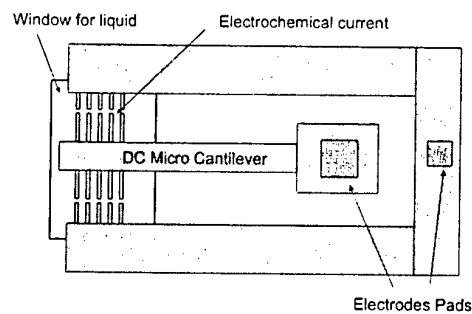 Window for liquid
Electrochemical current
DC Micro Cantilever
Electrodes Pads